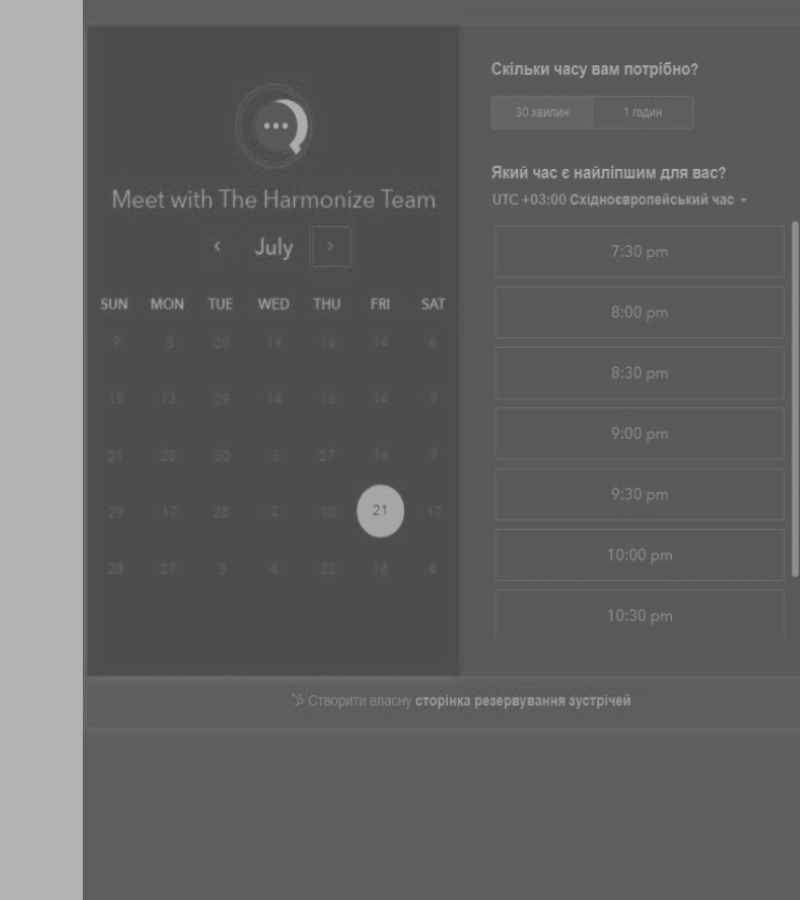 Meet with The Harmonize Team
July
SUN MON TUE WED THU FRI SAT
9 3 20 19 16 14 6
15 13 29 14 16 14 9
21 28 30 3 27 16 7
29 17 28 2 10 21 17
28 27 3 4 22 18 6
Скільки часу вам потрібно?
30 хвилин 1 годин
Який час є найліпшим для вас?
UTC +03:00 Східноєвропейський час
7:30 pm
8:00 pm
8:30 pm
9:00 pm
9:30 pm
10:00 pm
10:30 pm
Створити власну сторінка резервування зустрічей